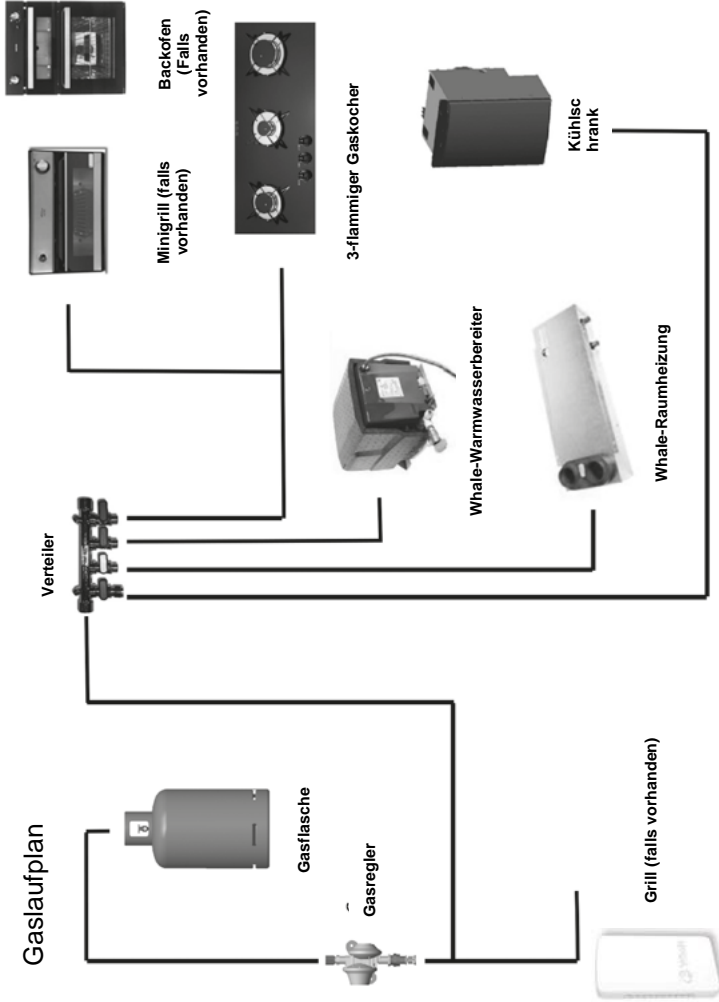 Gaslaufplan
Gasflasche
Gasregler
Grill (falls vorhanden)
Verteiler
Minigrill (falls
vorhanden)
Backofen
(Falls
vorhanden)
3-flammiger Gaskocher
Whale-Warmwasserbereiter
Whale-Raumheizung
Kühlsc
hrank